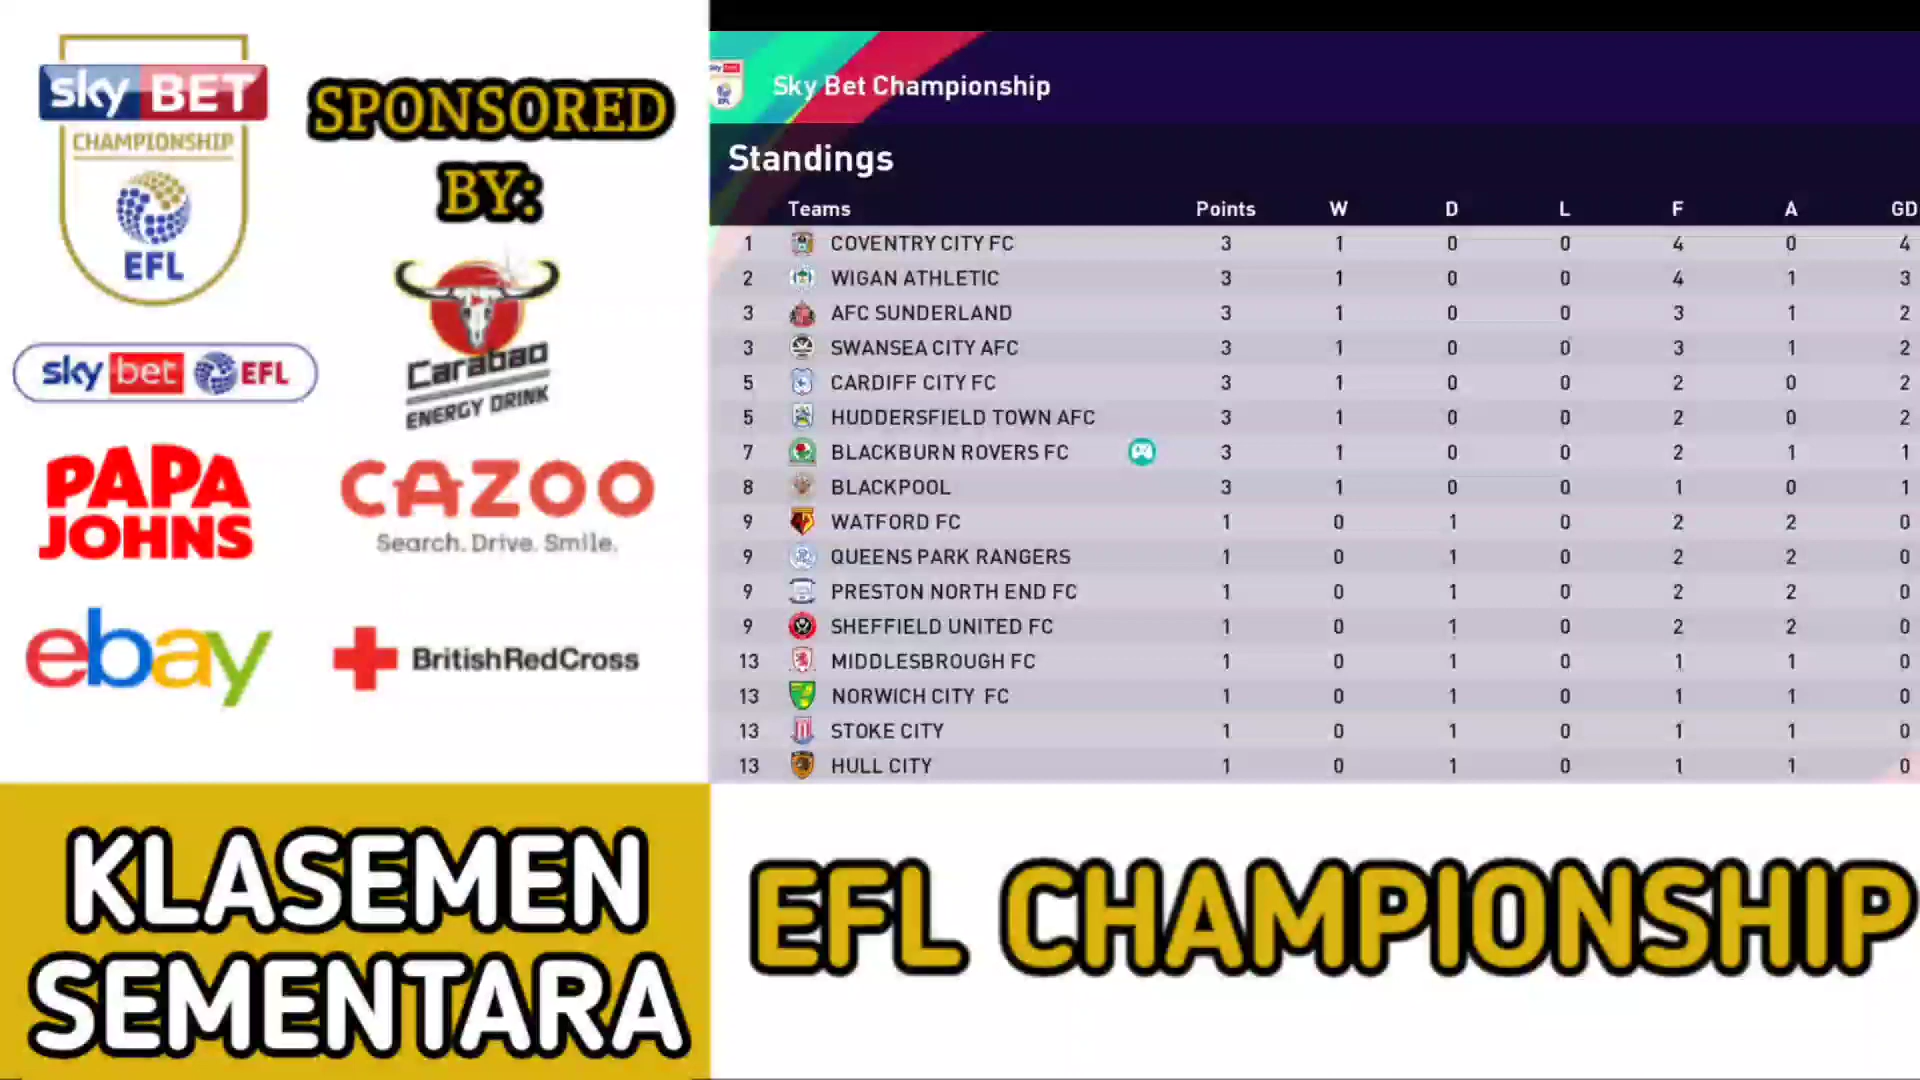 sky BET
CHAMPIONSHIP
EFL
SPONSORED
BY:
sky bet EFL
Carabao
ENERGY DRINK
PAPA
JOHNS
CAZOO
Search. Drive. Smile.
ebay
BritishRedCross
KLASEMEN
SEMENTARA
Sky Bet Championship
Standings
Teams Points W D L F A GD
1 COVENTRY CITY FC 3 1 0 0 4 0 4
2 WIGAN ATHLETIC 3 1 0 0 4 1 3
3 AFC SUNDERLAND 3 1 0 0 3 1 2
3 SWANSEA CITY AFC 3 1 0 0 3 1 2
5 CARDIFF CITY FC 3 1 0 0 2 0 2
5 HUDDERSFIELD TOWN AFC 3 1 0 0 2 0 2
7 BLACKBURN ROVERS FC 3 1 0 0 2 1 1
8 BLACKPOOL 3 1 0 0 1 0 1
9 WATFORD FC 1 0 1 0 2 2 0
9 QUEENS PARK RANGERS 1 0 1 0 2 2 0
9 PRESTON NORTH END FC 1 0 1 0 2 2 0
9 SHEFFIELD UNITED FC 1 0 1 0 2 2 0
13 MIDDLESBROUGH FC 1 0 1 0 1 1 0
13 NORWICH CITY FC 1 0 1 0 1 1 0
13 STOKE CITY 1 0 1 0 1 1 0
13 HULL CITY 1 0 1 0 1 1 0
EFL CHAMPIONSHIP